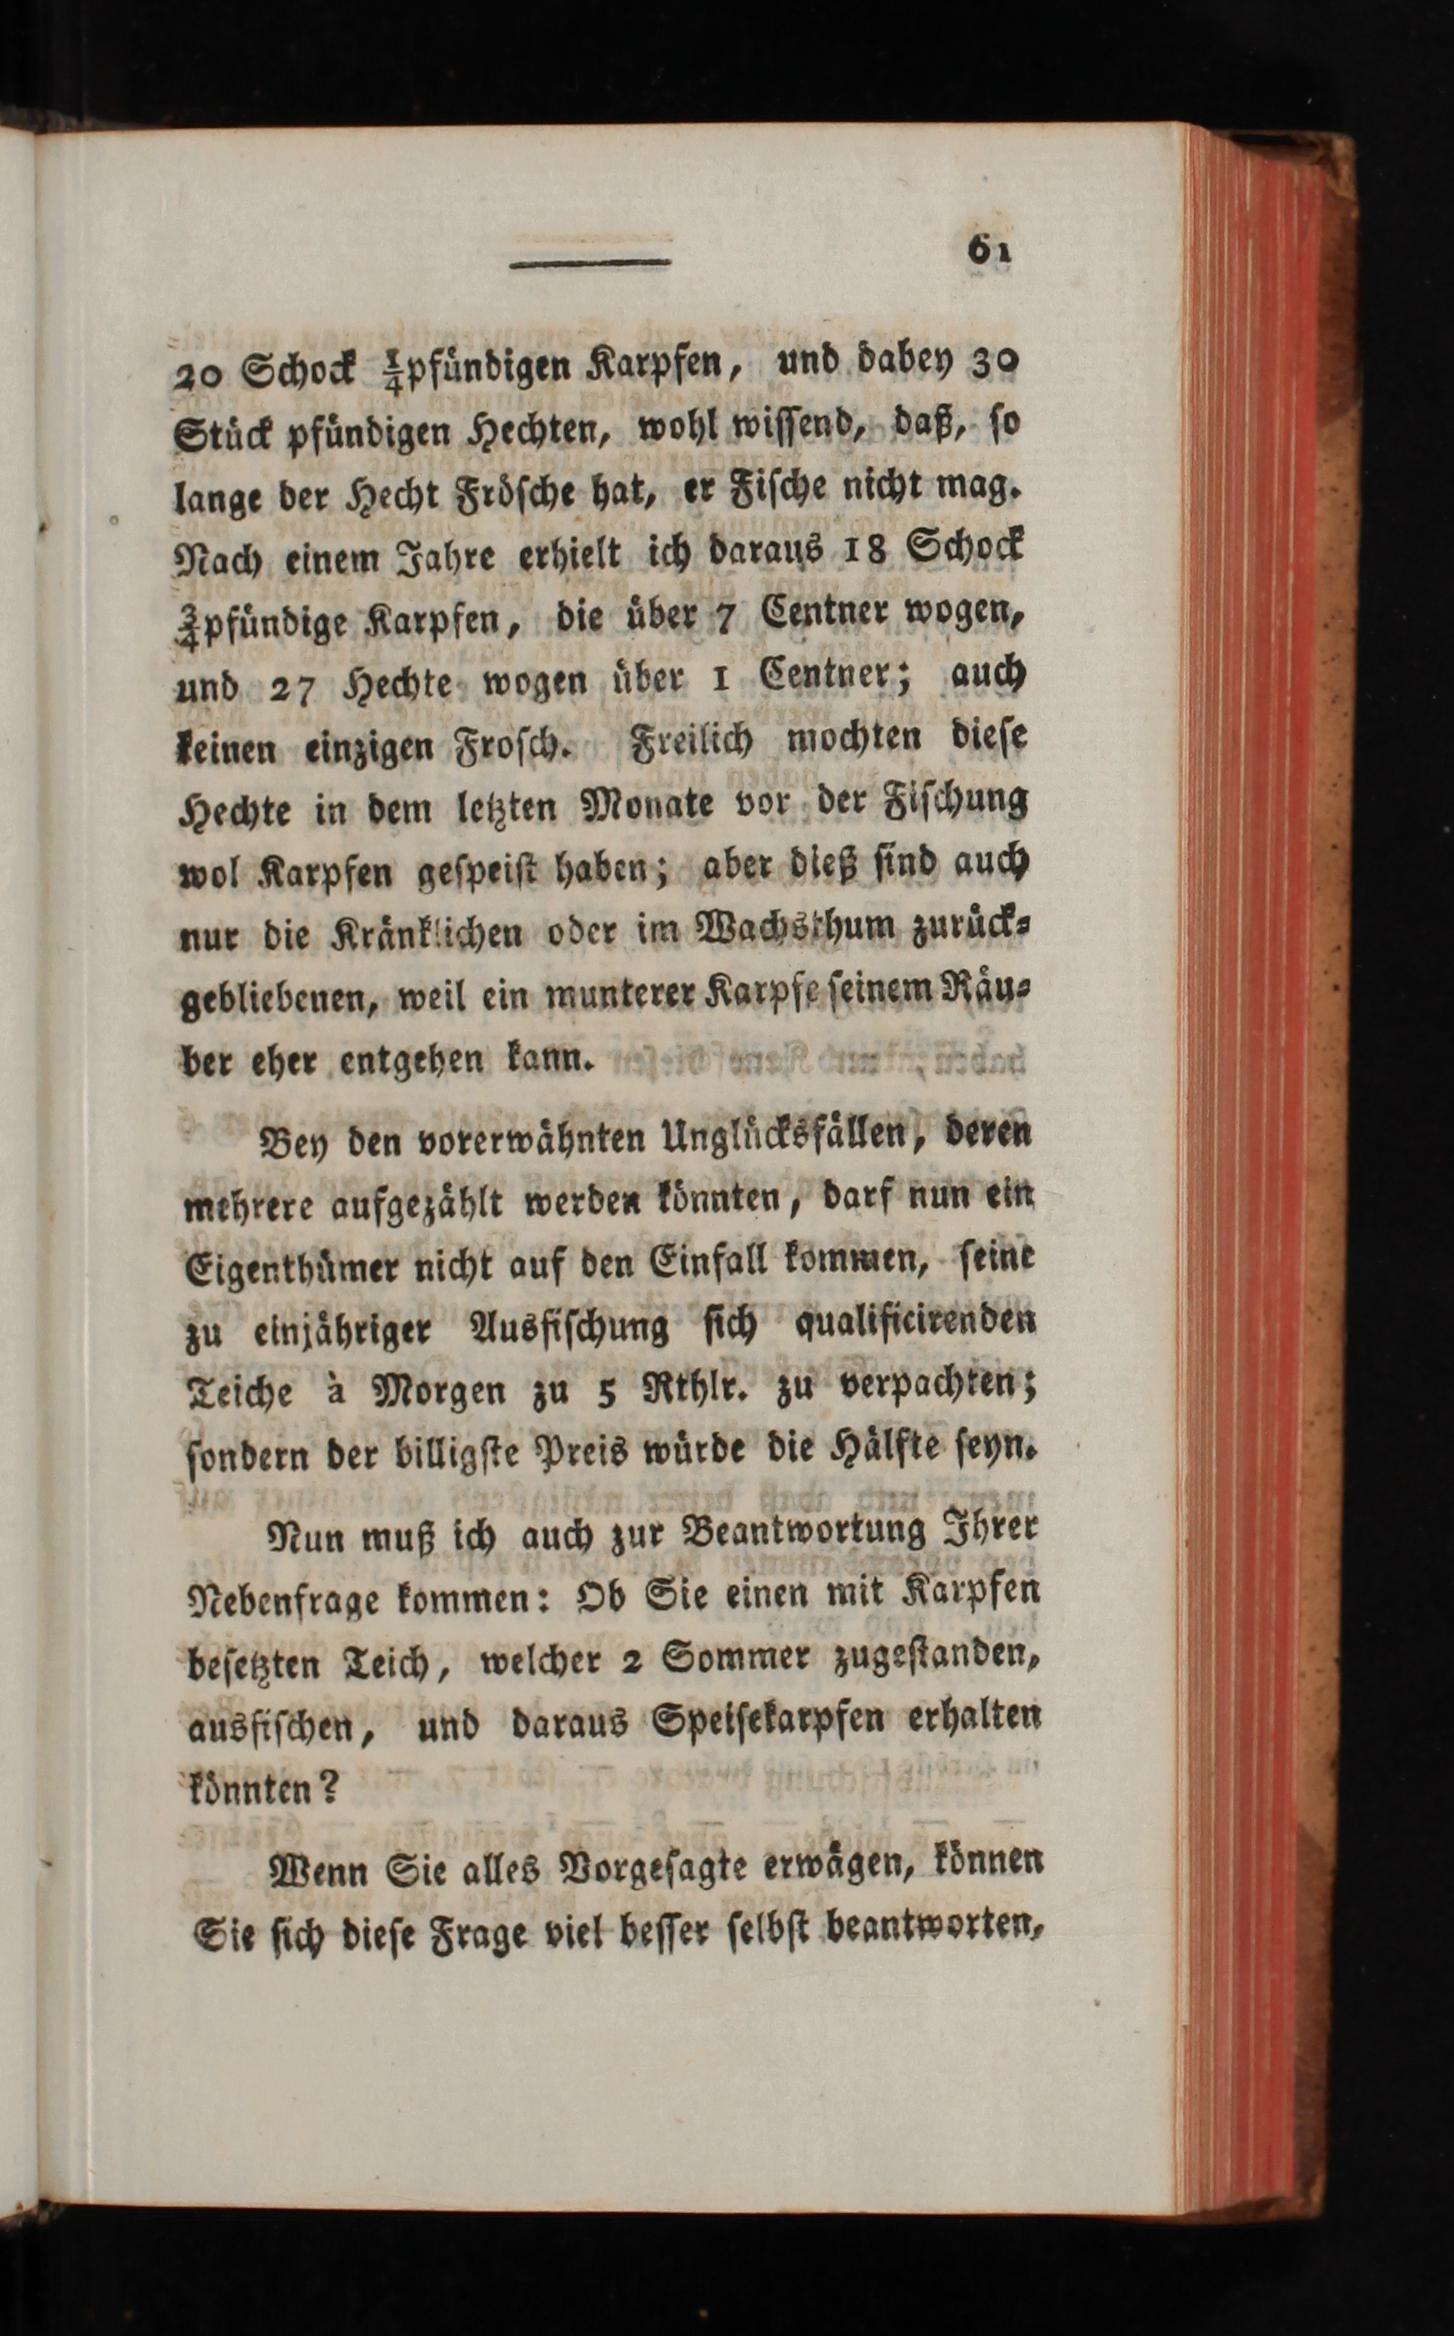 61
20 Schock ¼pfündigen Karpfen, und dabey 30
Stück pfündigen Hechten, wohl wissend, daß, so
lange der Hecht Frösche hat, er Fische nicht mag.
Nach einem Jahre erhielt ich daraus 18 Schock
¾pfündige Karpfen, die über 7 Centner wogen,
und 27 Hechte wogen über 1 Centner; auch
keinen einzigen Frosch. Freilich mochten diese
Hechte in dem letzten Monate vor der Fischung
wol Karpfen gespeist haben; aber dieß sind auch
nur die Kränklichen oder im Wachsthum zurück-
gebliebenen, weil ein munterer Karpfe seinem Räu-
ber eher entgehen kann.
Bey den vorerwähnten Unglücksfällen, deren
mehrere aufgezählt werden könnten, darf nun ein
Eigenthümer nicht auf den Einfall kommen, seine
zu einjähriger Ausfischung sich qualificirenden
Teiche à Morgen zu 5 Rthlr. zu verpachten;
sondern der billigste Preis würde die Hälfte seyn.
Nun muß ich auch zur Beantwortung Ihrer
Nebenfrage kommen: Ob Sie einen mit Karpfen
besetzten Teich, welcher 2 Sommer zugestanden,
ausfischen, und daraus Speisekarpfen erhalten
könnten?
Wenn Sie alles Vorgesagte erwägen, können
Sie sich diese Frage viel besser selbst beantworten,